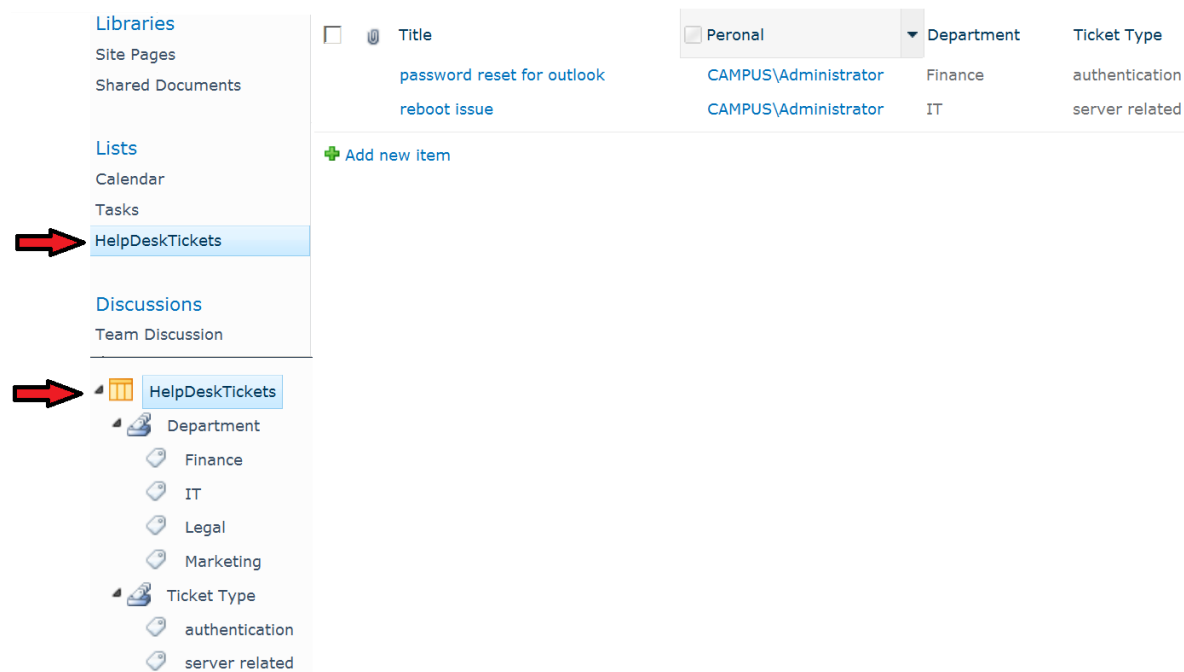 Libraries
Site Pages
Shared Documents
Lists
Calendar
Tasks
HelpDeskTickets
Discussions
Team Discussion
Title Peronal Department Ticket Type
password reset for outlook CAMPUS\Administrator Finance authentication
reboot issue CAMPUS\Administrator IT server related
Add new item
HelpDeskTickets
Department
Finance
IT
Legal
Marketing
Ticket Type
authentication
server related